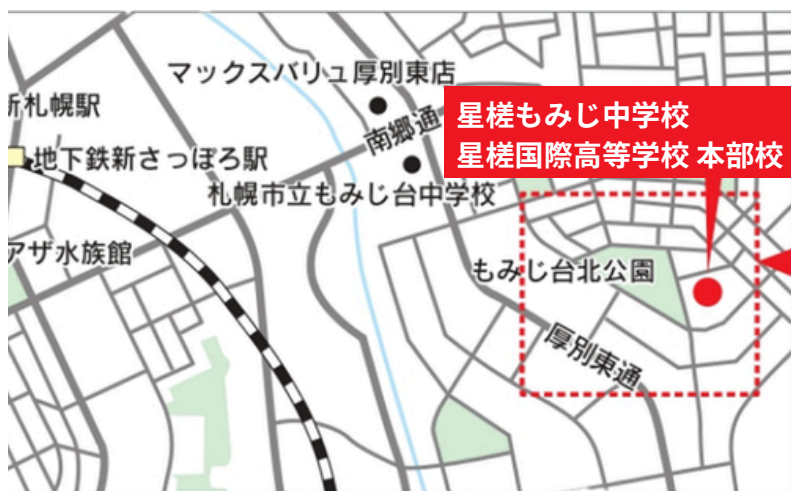 マックスバリュ厚別東店
新札幌駅
南郷通
星槎もみじ中学校
星槎国際高等学校 本部校
地下鉄新さっぽろ駅
札幌市立もみじ台中学校
アザ水族館
もみじ台北公園
厚別東通